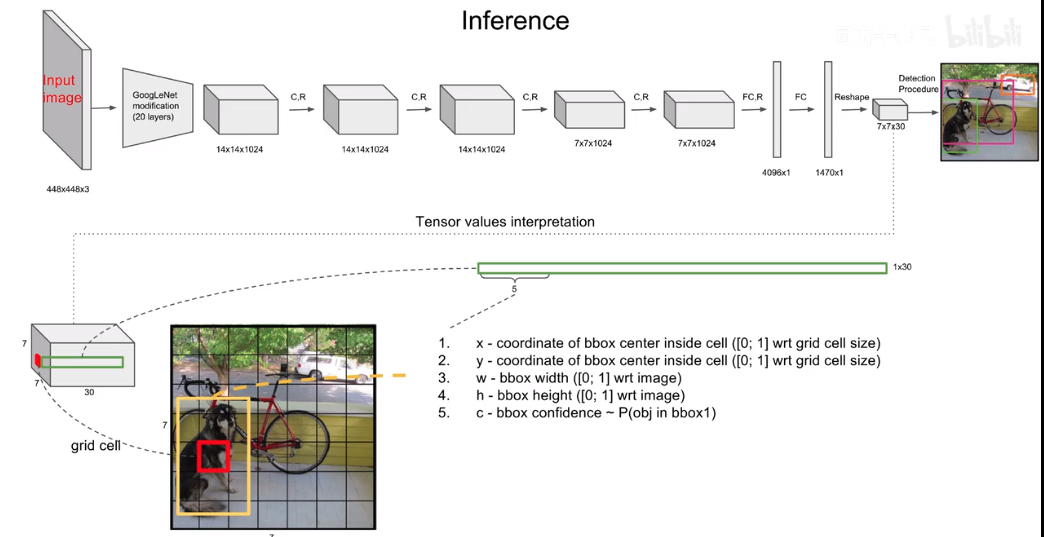 Inference
bilibili
Input
image
GoogLeNet
modification
(20 layers)
C,R
C,R
C,R
C,R
FC,R
FC
Reshape
Detection
Procedure
448x448x3
14x14x1024
14x14x1024
14x14x1024
7x7x1024
7x7x1024
4096x1
1470x1
7x7x30
Tensor values interpretation
1x30
5
7
7
30
grid cell
7
7
1. x - coordinate of bbox center inside cell ([0; 1] wrt grid cell size)
2. y - coordinate of bbox center inside cell ([0; 1] wrt grid cell size)
3. w - bbox width ([0; 1] wrt image)
4. h - bbox height ([0; 1] wrt image)
5. c - bbox confidence ~ P(obj in bbox1)